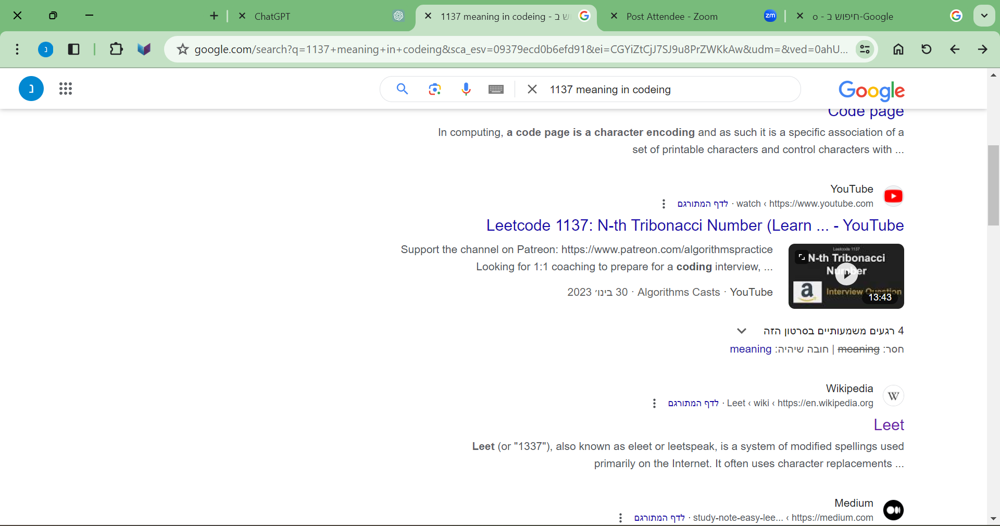 ChatGPT
1137 meaning in codeing - ש ב
Post Attendee - Zoom
zm
o - חיפוש ב-Google
google.com/search?q=1137+meaning+in+codeing&sca_esv=09379ecd0b6efd91&ei=CGYiZtCjJ7SJ9u8PrZWKkAw&udm=&ved=0ahU...
נ
נ
1137 meaning in codeing
Google
Code page
In computing, a code page is a character encoding and as such it is a specific association of a
set of printable characters and control characters with ...
YouTube
https://www.youtube.com › watch · לדף המתורגם
Leetcode 1137: N-th Tribonacci Number (Learn ... - YouTube
Support the channel on Patreon: https://www.patreon.com/algorithmspractice
Looking for 1:1 coaching to prepare for a coding interview, ...
YouTube · Algorithms Casts · 30 בינו׳ 2023
Leetcode 1137
N-th Tribonacci
Number
a
Interview Question
13:43
4 רגעים משמעותיים בסרטון הזה
חסר: meaning | חובה שיהיה: meaning
Wikipedia
W
https://en.wikipedia.org › wiki › Leet · לדף המתורגם
Leet
Leet (or "1337"), also known as eleet or leetspeak, is a system of modified spellings used
primarily on the Internet. It often uses character replacements ...
Medium
https://medium.com › study-note-easy-lee... · לדף המתורגם